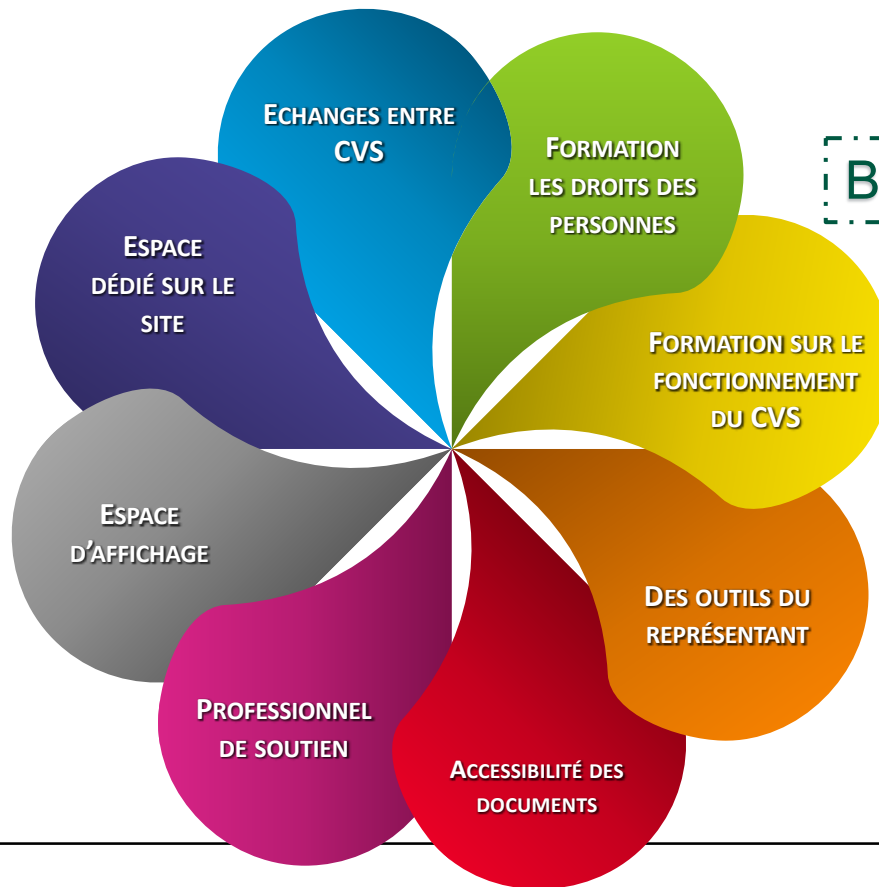 Echanges entre
CVS
Formation
les droits des
personnes
B
Formation sur le
fonctionnement
du CVS
Des outils du
représentant
Accessibilité des
documents
Professionnel
de soutien
Espace
d'affichage
Espace
dédié sur le
site